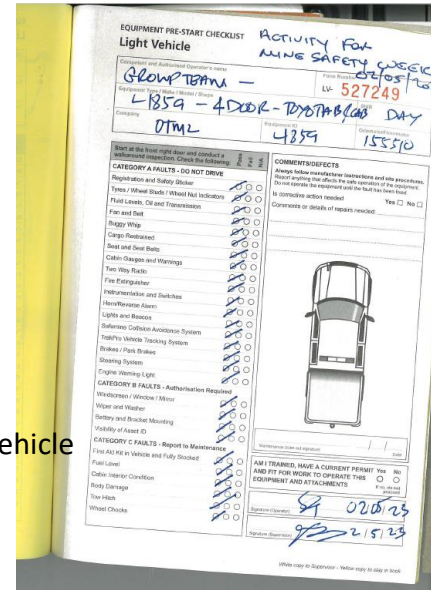 EQUIPMENT PRE-START CHECKLIST
Light Vehicle
ACTIVITY FOR
MINE SAFETY WEEK
02/05/20
Competent and Authorised Operator's name
GROUP TEAM -
Form Number
LV- 527249
Equipment Type / Make / Model / Shape
Shift
L1859 - 4 DOOR - TOYOTA B/CAB DAY
Company
OTML
Equipment ID
4859
155510
Start at the front right door and conduct a
walkaround inspection. Check the following:
Pass
Fail
N/A
CATEGORY A FAULTS - DO NOT DRIVE
Registration and Safety Sticker
Tyres / Wheel Studs / Wheel Nut Indicators
Fluid Levels, Oil and Transmission
Fan and Belt
Buggy Whip
Cargo Restrained
Seat and Seat Belts
Cabin Gauges and Warnings
Two Way Radio
Fire Extinguisher
Instrumentation and Switches
Horn/Reverse Alarm
Lights and Beacon
Safemine Collision Avoidance System
TrakPro Vehicle Tracking System
Brakes / Park Brakes
Steering System
Engine Warning Light
CATEGORY B FAULTS - Authorisation Required
Windscreen / Window / Mirror
Wiper and Washer
Battery and Bracket Mounting
Visibility of Asset ID
CATEGORY C FAULTS - Report to Maintenance
First Aid Kit in Vehicle and Fully Stocked
Fuel Level
Cabin Interior Condition
Body Damage
Tow Hitch
Wheel Chocks
COMMENTS/DEFECTS
Always follow manufacturer instructions and site procedures.
Report anything that affects the safe operation of the equipment.
Do not operate the equipment until the fault has been fixed.
Is corrective action needed Yes No
Comments or details of repairs needed:
Maintenance close out signature
Date
AM I TRAINED, HAVE A CURRENT PERMIT
AND FIT FOR WORK TO OPERATE THIS
EQUIPMENT AND ATTACHMENTS
Yes No
If no, do not
proceed
Signature (Operator)
02/05/23
Signature (Supervisor)
2/5/23
White copy to Supervisor - Yellow copy to stay in book
ehicle